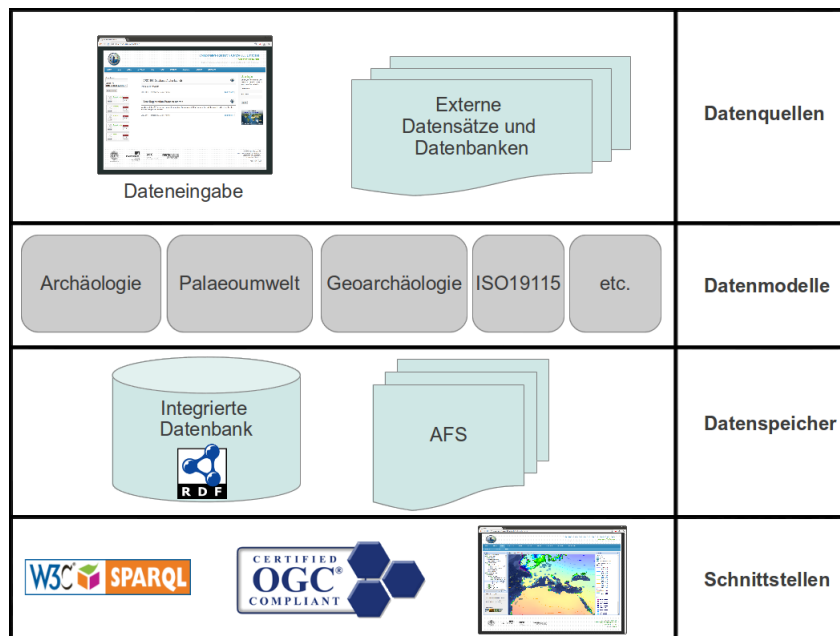 Dateneingabe
Externe
Datensätze und
Datenbanken
Datenquellen
Archäologie
Palaeoumwelt
Geoarchäologie
ISO19115
etc.
Datenmodelle
Integrierte
Datenbank
RDF
AFS
Datenspeicher
W3C SPARQL
CERTIFIED
OGC®
COMPLIANT
Schnittstellen